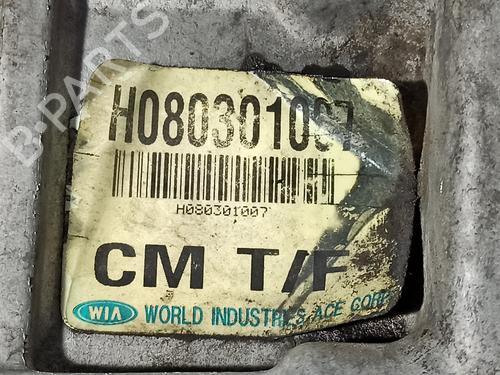 B-PARTS
H080301007
H080301007
CM T/F
WIA WORLD INDUSTRIES ACE CORP